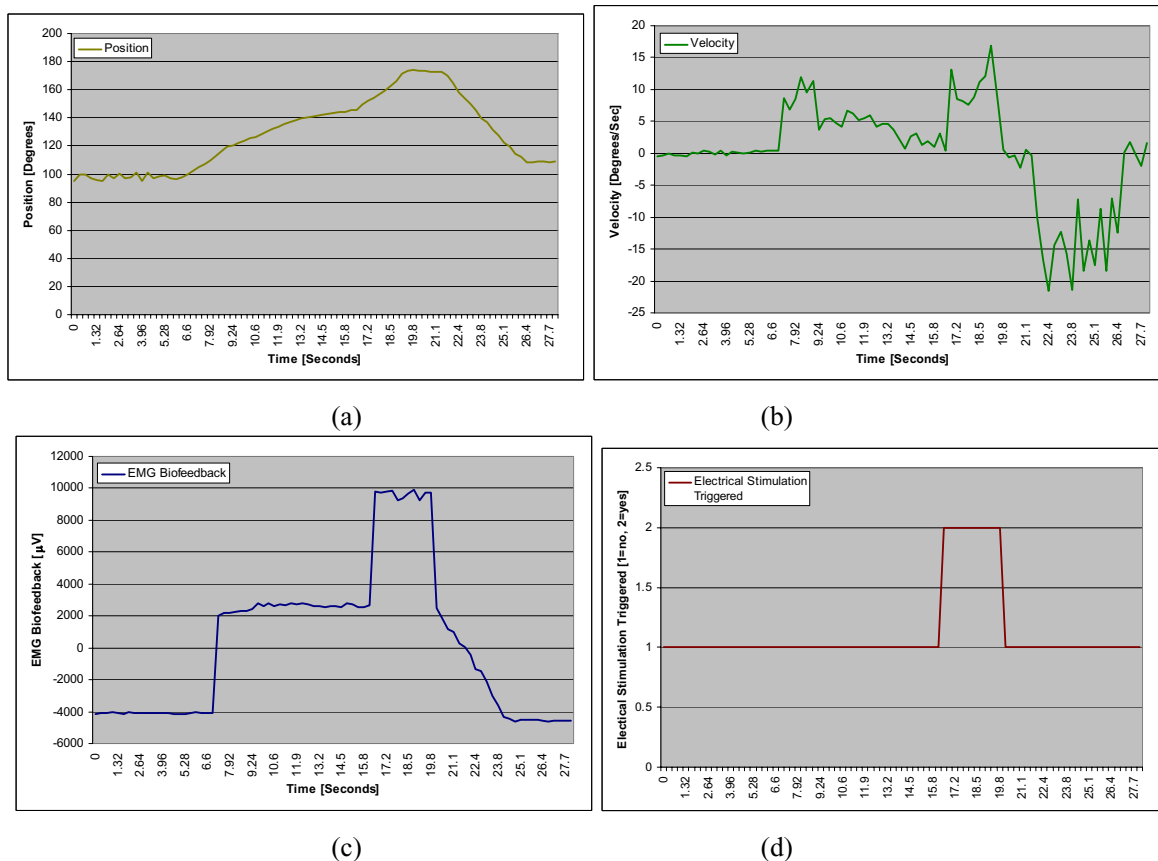 Position
200
180
160
140
120
100
80
60
40
20
0
Position [Degrees]
0 1.32 2.64 3.96 5.28 6.6 7.92 9.24 10.6 11.9 13.2 14.5 15.8 17.2 18.5 19.8 21.1 22.4 23.8 25.1 26.4 27.7
Time [Seconds]
(a)
Velocity
20
15
10
5
0
-5
-10
-15
-20
-25
Velocity [Degrees/Sec]
0 1.32 2.64 3.96 5.28 6.6 7.92 9.24 10.6 11.9 13.2 14.5 15.8 17.2 18.5 19.8 21.1 22.4 23.8 25.1 26.4 27.7
Time [Seconds]
(b)
EMG Biofeedback
12000
10000
8000
6000
4000
2000
0
-2000
-4000
-6000
EMG Biofeedback [µV]
0 1.32 2.64 3.96 5.28 6.6 7.92 9.24 10.6 11.9 13.2 14.5 15.8 17.2 18.5 19.8 21.1 22.4 23.8 25.1 26.4 27.7
Time [Seconds]
(c)
Electrical Stimulation
Triggered
2.5
2
1.5
1
0.5
0
Electrical Stimulation Triggered [1=no, 2=yes]
0 1.32 2.64 3.96 5.28 6.6 7.92 9.24 10.6 11.9 13.2 14.5 15.8 17.2 18.5 19.8 21.1 22.4 23.8 25.1 26.4 27.7
Time [Seconds]
(d)